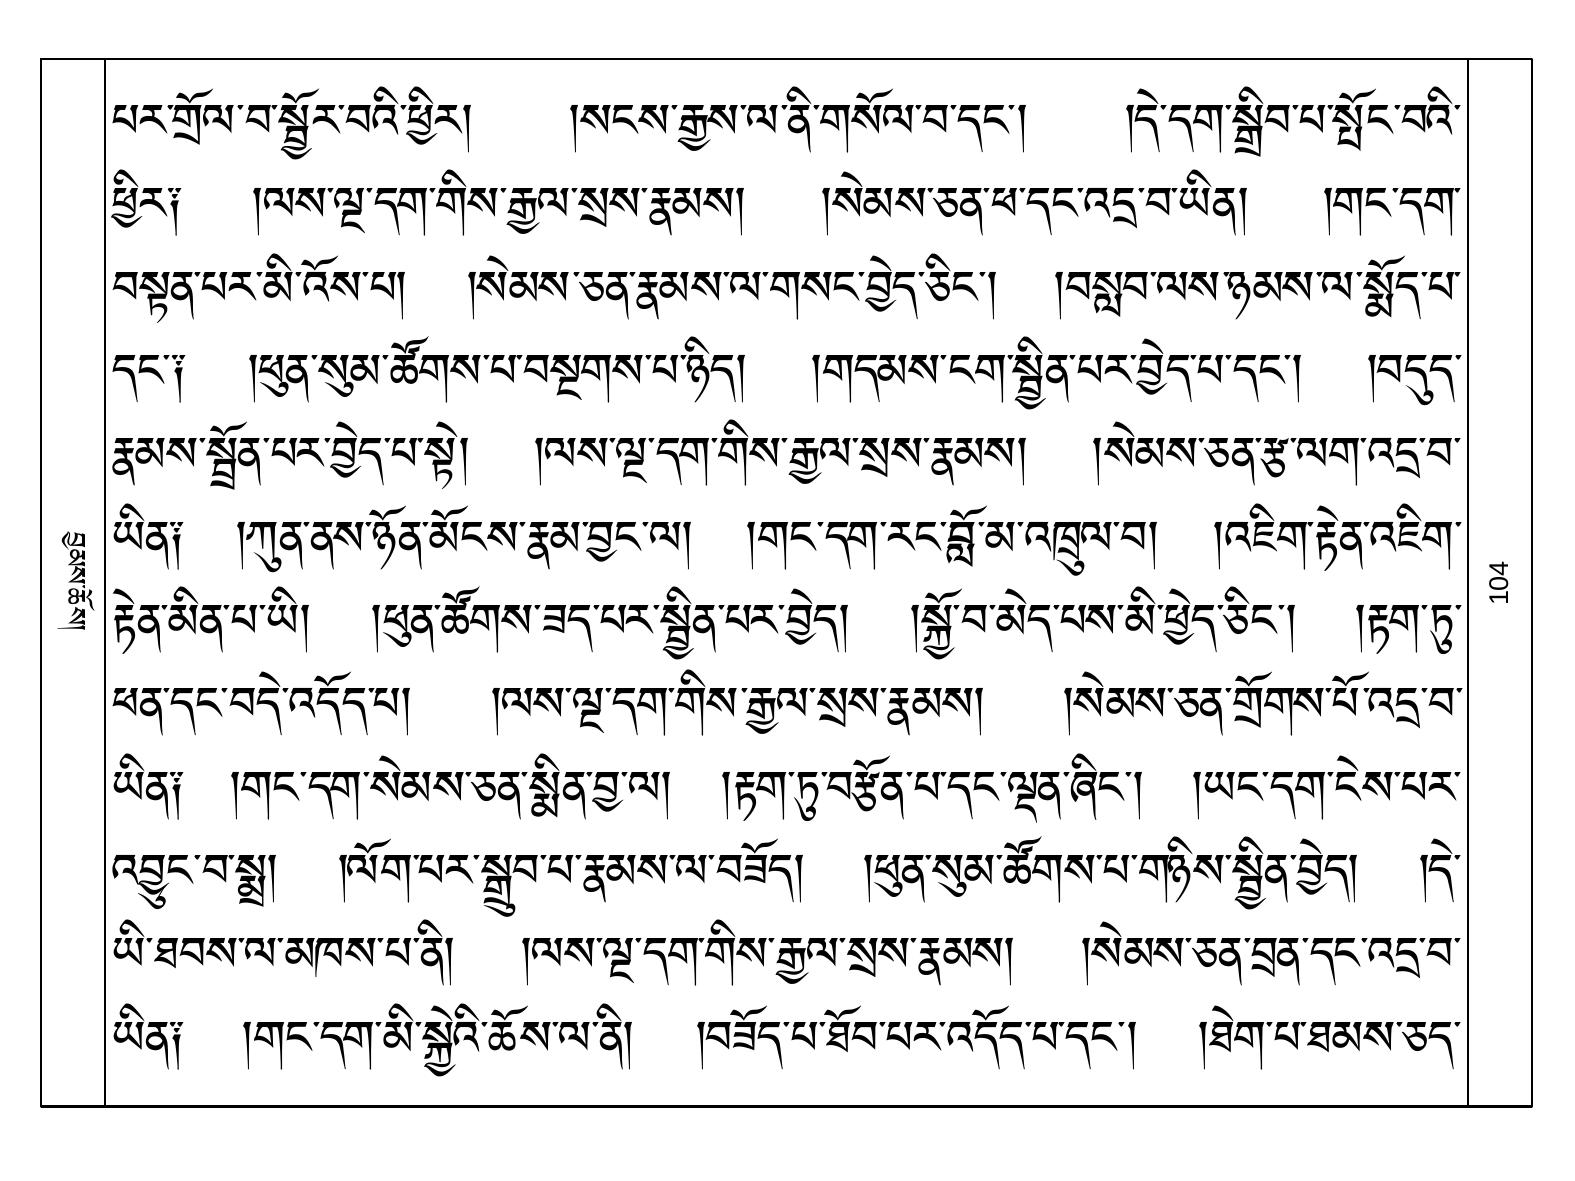 པར་གྲོལ་བ་སྦྱོར་བའི་ཕྱིར། །སངས་རྒྱས་ལ་ནི་གསོལ་བ་དང་། །དེ་དག་སྒྲིབ་པ་སྤོང་བའི་
ཕྱིར༑ །ལས་ལྔ་དག་གིས་རྒྱལ་སྲས་རྣམས། །སེམས་ཅན་ཕ་དང་འདྲ་བ་ཡིན། །གང་དག་
བསྟན་པར་མི་འོས་པ། །སེམས་ཅན་རྣམས་ལ་གསང་བྱེད་ཅིང་། །བསླབ་ལས་ཉམས་ལ་སྨོད་པ་
དང་༑ །ཕུན་སུམ་ཚོགས་པ་བསྔགས་པ་ཉིད། །གདམས་ངག་སྦྱིན་པར་བྱེད་པ་དང་། །བདུད་
རྣམས་སྟོན་པར་བྱེད་པ་སྟེ། །ལས་ལྔ་དག་གིས་རྒྱལ་སྲས་རྣམས། །སེམས་ཅན་རྩ་ལག་འདྲ་བ་
ཡིན༑ །ཀུན་ནས་ཉོན་མོངས་རྣམ་བྱང་ལ། །གང་དག་རང་བློ་མ་འཁྲུལ་བ། །འཇིག་རྟེན་འཇིག་
རྟེན་མིན་པ་ཡི། །ཕུན་ཚོགས་ཟད་པར་སྦྱིན་པར་བྱེད། །སྐྱོ་བ་མེད་པས་མི་ཕྱེད་ཅིང་། །རྟག་ཏུ་
ཕན་དང་བདེ་འདོད་པ། །ལས་ལྔ་དག་གིས་རྒྱལ་སྲས་རྣམས། །སེམས་ཅན་གྲོགས་པོ་འདྲ་བ་
ཡིན༑ །གང་དག་སེམས་ཅན་སྨིན་བྱ་ལ། །རྟག་ཏུ་བརྩོན་པ་དང་ལྡན་ཞིང་། །ཡང་དག་ངེས་པར་
འབྱུང་བ་སྨྲ། །ལོག་པར་སྒྲུབ་པ་རྣམས་ལ་བཟོད། །ཕུན་སུམ་ཚོགས་པ་གཉིས་སྦྱིན་བྱེད། །དེ་
ཡི་ཐབས་ལ་མཁས་པ་ནི། །ལས་ལྔ་དག་གིས་རྒྱལ་སྲས་རྣམས། །སེམས་ཅན་བྲན་དང་འདྲ་བ་
ཡིན༑ །གང་དག་མི་སྐྱེའི་ཆོས་ལ་ནི། །བཟོད་པ་ཐོབ་པར་འདོད་པ་དང་། །ཐེག་པ་ཐམས་ཅད་
བྱམས་ཆོས།
104